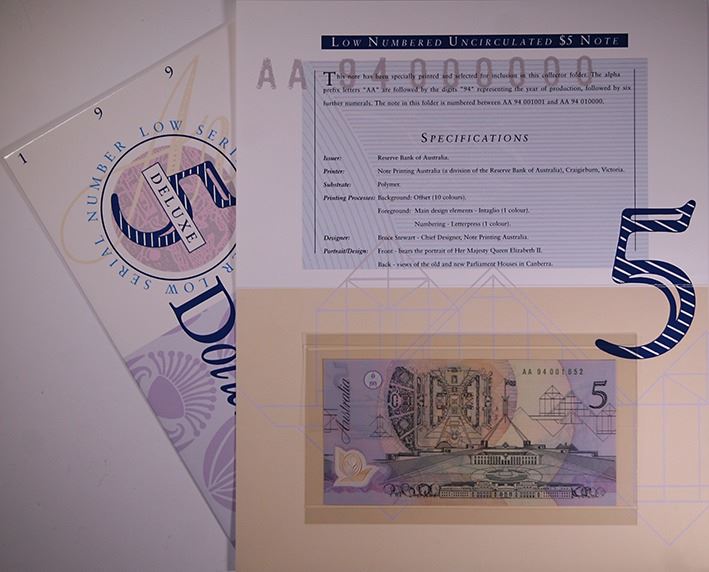 LOW NUMBERED UNCIRCULATED $5 NOTE
AA 94 000000
This note has been specially printed and selected for inclusion in this collector folder. The alpha
prefix letters "AA" are followed by the digits "94" representing the year of production, followed by six
further numerals. The note in this folder is numbered between AA 94 001001 and AA 94 010000.
SPECIFICATIONS
Issuer: Reserve Bank of Australia.
Printer: Note Printing Australia (a division of the Reserve Bank of Australia), Craigieburn, Victoria.
Substrate: Polymer.
Printing Processes: Background: Offset (10 colours).
Foreground: Main design elements - Intaglio (1 colour).
Numbering - Letterpress (1 colour).
Designer: Bruce Stewart - Chief Designer, Note Printing Australia.
Portrait/Design: Front - bears the portrait of Her Majesty Queen Elizabeth II.
Back - views of the old and new Parliament Houses in Canberra.
5
1 9 9
NUMBER LOW SERIAL NUMBER LOW SERI
5
DELUXE
AA 94 001652
5
Australia